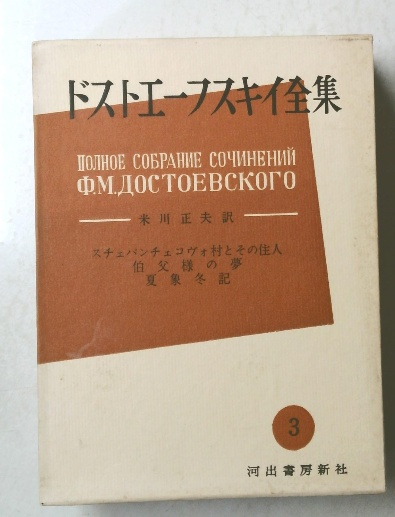 ドストエーフスキイ全集
ПОЛНОЕ СОБРАНИЕ СОЧИНЕНИЙ
Ф.М.ДОСТОЕВСКОГО
米川正夫訳
スチェパンチェコヴォ村とその住人
伯父様の夢
夏象冬記
3
河出書房新社